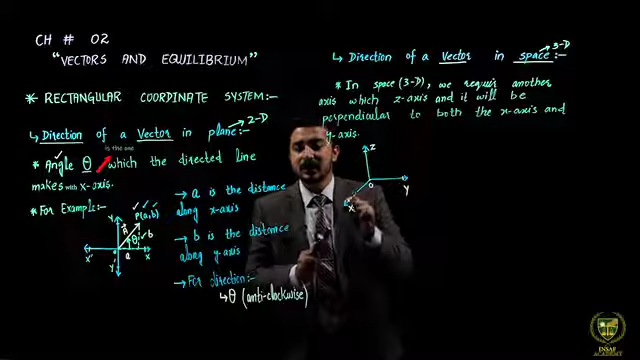 CH # 02
"VECTORS AND EQUILIBRIUM"
* RECTANGULAR COORDINATE SYSTEM:-
↳ Direction of a Vector in plane:- 2-D
is the one
* Angle θ which the directed line
makes with X-axis.
* For Example:-
Y
P(a,b)
R
θ
b
X'
o
X
a
Y'
→ a is the distance
along x-axis
→ b is the distance
along y-axis
→ For direction:-
↳ θ (anti-clockwise)
↳ Direction of a Vector in space:- 3-D
* In space (3-D), we require another
axis which z-axis and it will be
perpendicular to both the x-axis and
y-axis.
Z
O
Y
X
INSAF
ACADEMY